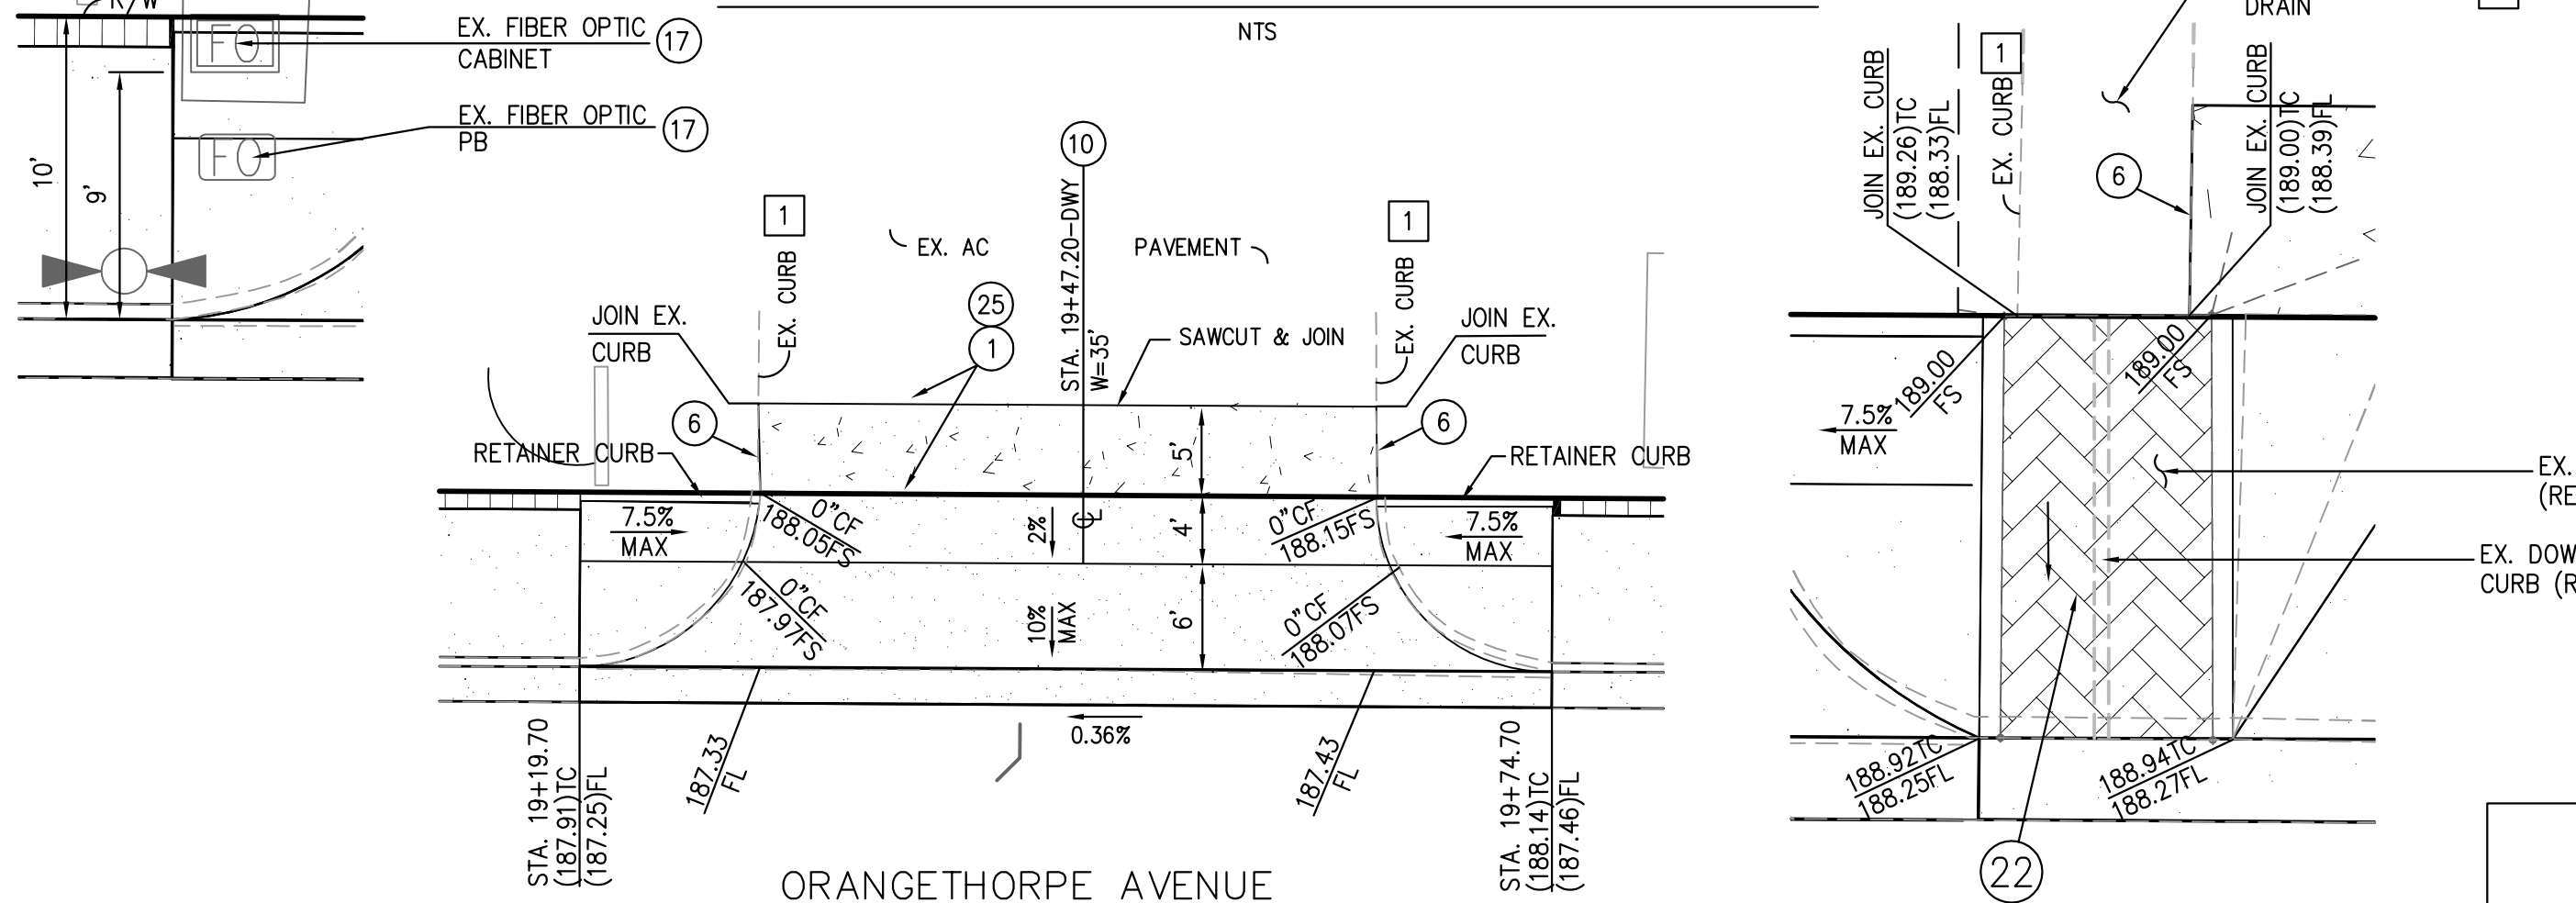 R/W
FO
EX. FIBER OPTIC
CABINET
17
EX. FIBER OPTIC
PB
17
FO
10'
9'
NTS
10
STA. 19+47.20-DWY
W=35'
1
EX. CURB
EX. AC
PAVEMENT
1
EX. CURB
JOIN EX.
CURB
25
1
SAWCUT & JOIN
JOIN EX.
CURB
6
6
RETAINER CURB
RETAINER CURB
5'
4'
6'
7.5%
MAX
0"CF
188.05FS
2%
CL
0"CF
188.15FS
7.5%
MAX
0"CF
187.97FS
10%
MAX
0"CF
188.07FS
0.36%
STA. 19+19.70
(187.91)TC
(187.25)FL
187.33
FL
187.43
FL
STA. 19+74.70
(188.14)TC
(187.46)FL
ORANGETHORPE AVENUE
DRAIN
JOIN EX. CURB
(189.26)TC
(188.33)FL
1
EX. CURB
6
JOIN EX. CURB
(189.00)TC
(188.39)FL
189.00
FS
189.00
FS
7.5%
MAX
EX.
(RE
EX. DOW
CURB (R
188.92TC
188.25FL
188.94TC
188.27FL
22